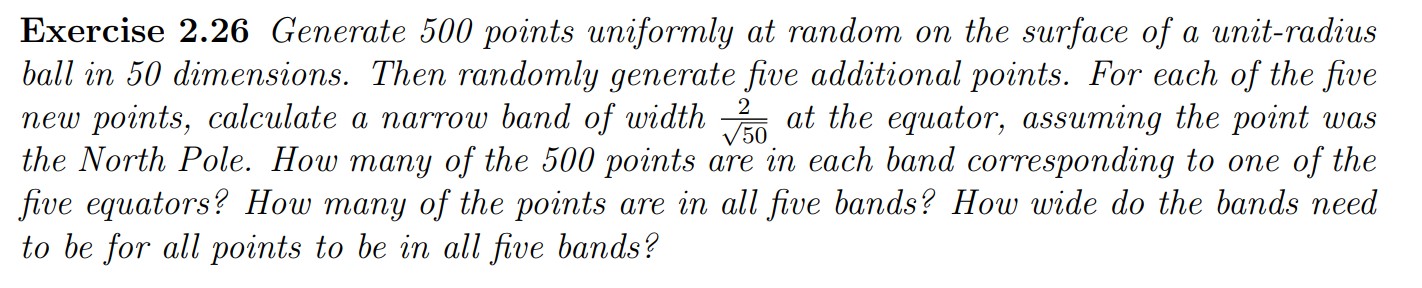 Exercise 2.26 Generate 500 points uniformly at random on the surface of a unit-radius
ball in 50 dimensions. Then randomly generate five additional points. For each of the five
new points, calculate a narrow band of width $\frac{2}{\sqrt{50}}$ at the equator, assuming the point was
the North Pole. How many of the 500 points are in each band corresponding to one of the
five equators? How many of the points are in all five bands? How wide do the bands need
to be for all points to be in all five bands?